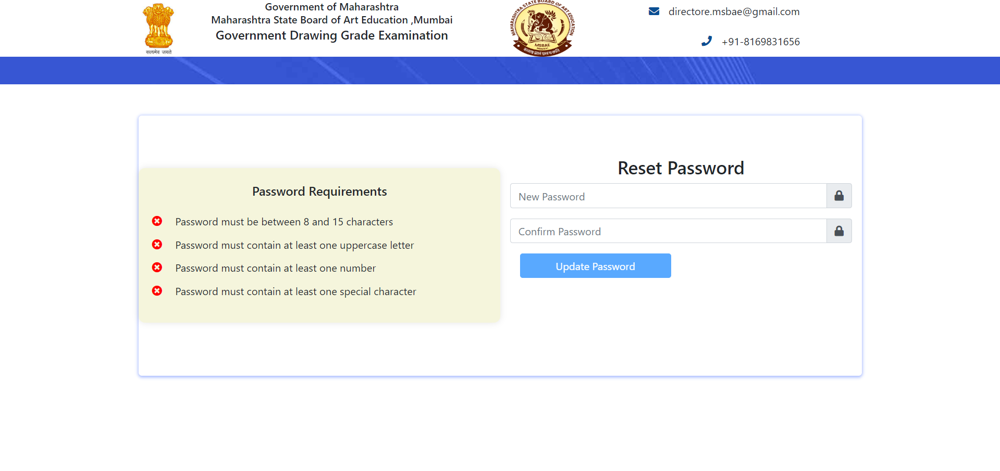 Government of Maharashtra
Maharashtra State Board of Art Education ,Mumbai
Government Drawing Grade Examination
सत्यमेव जयते
MAHARASHTRA STATE BOARD OF ART EDUCATION
MSBAE
MUMBAI
directore.msbae@gmail.com
+91-8169831656
Password Requirements
Password must be between 8 and 15 characters
Password must contain at least one uppercase letter
Password must contain at least one number
Password must contain at least one special character
Reset Password
New Password
Confirm Password
Update Password